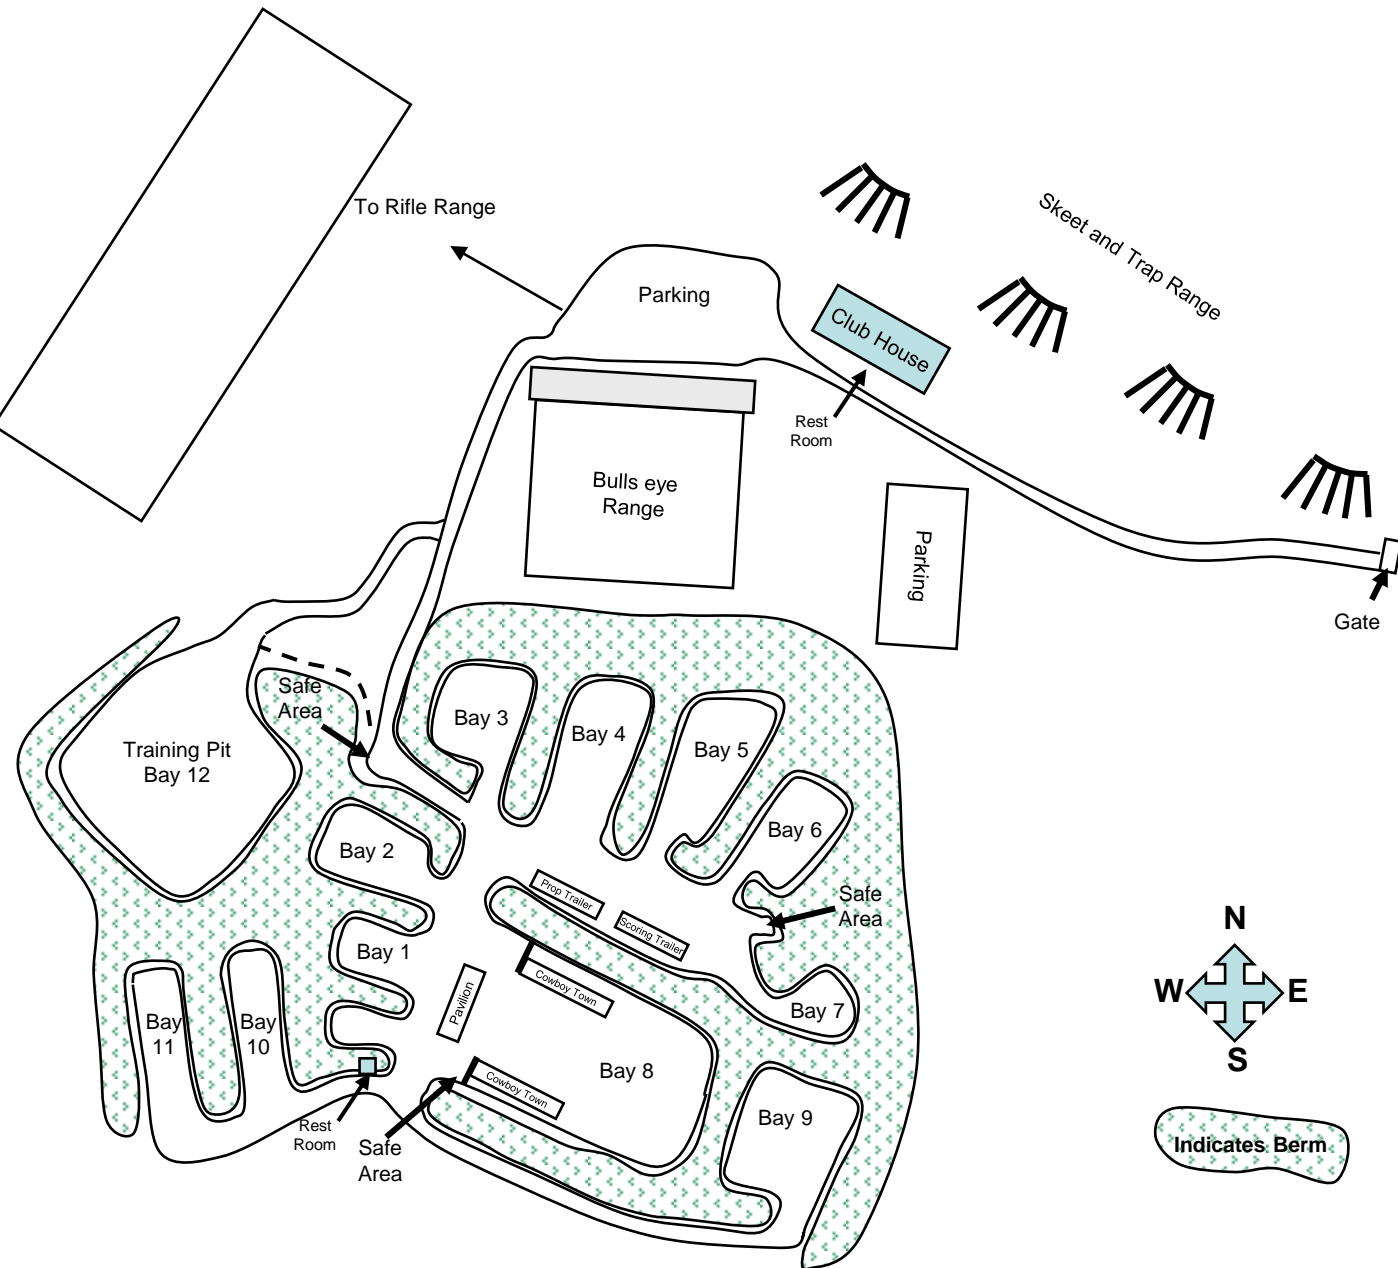 To Rifle Range
Skeet and Trap Range
Parking
Club House
Rest
Room
Bulls eye
Range
Parking
Gate
Safe
Area
Bay 3
Bay 4
Bay 5
Training Pit
Bay 12
Bay 6
Bay 2
Prop Trailer
Scoring Trailer
Safe
Area
Bay 1
Cowboy Town
Pavilion
Bay 7
Bay
11
Bay
10
Bay 8
Cowboy Town
Bay 9
Rest
Room
Safe
Area
N
W
E
S
Indicates Berm